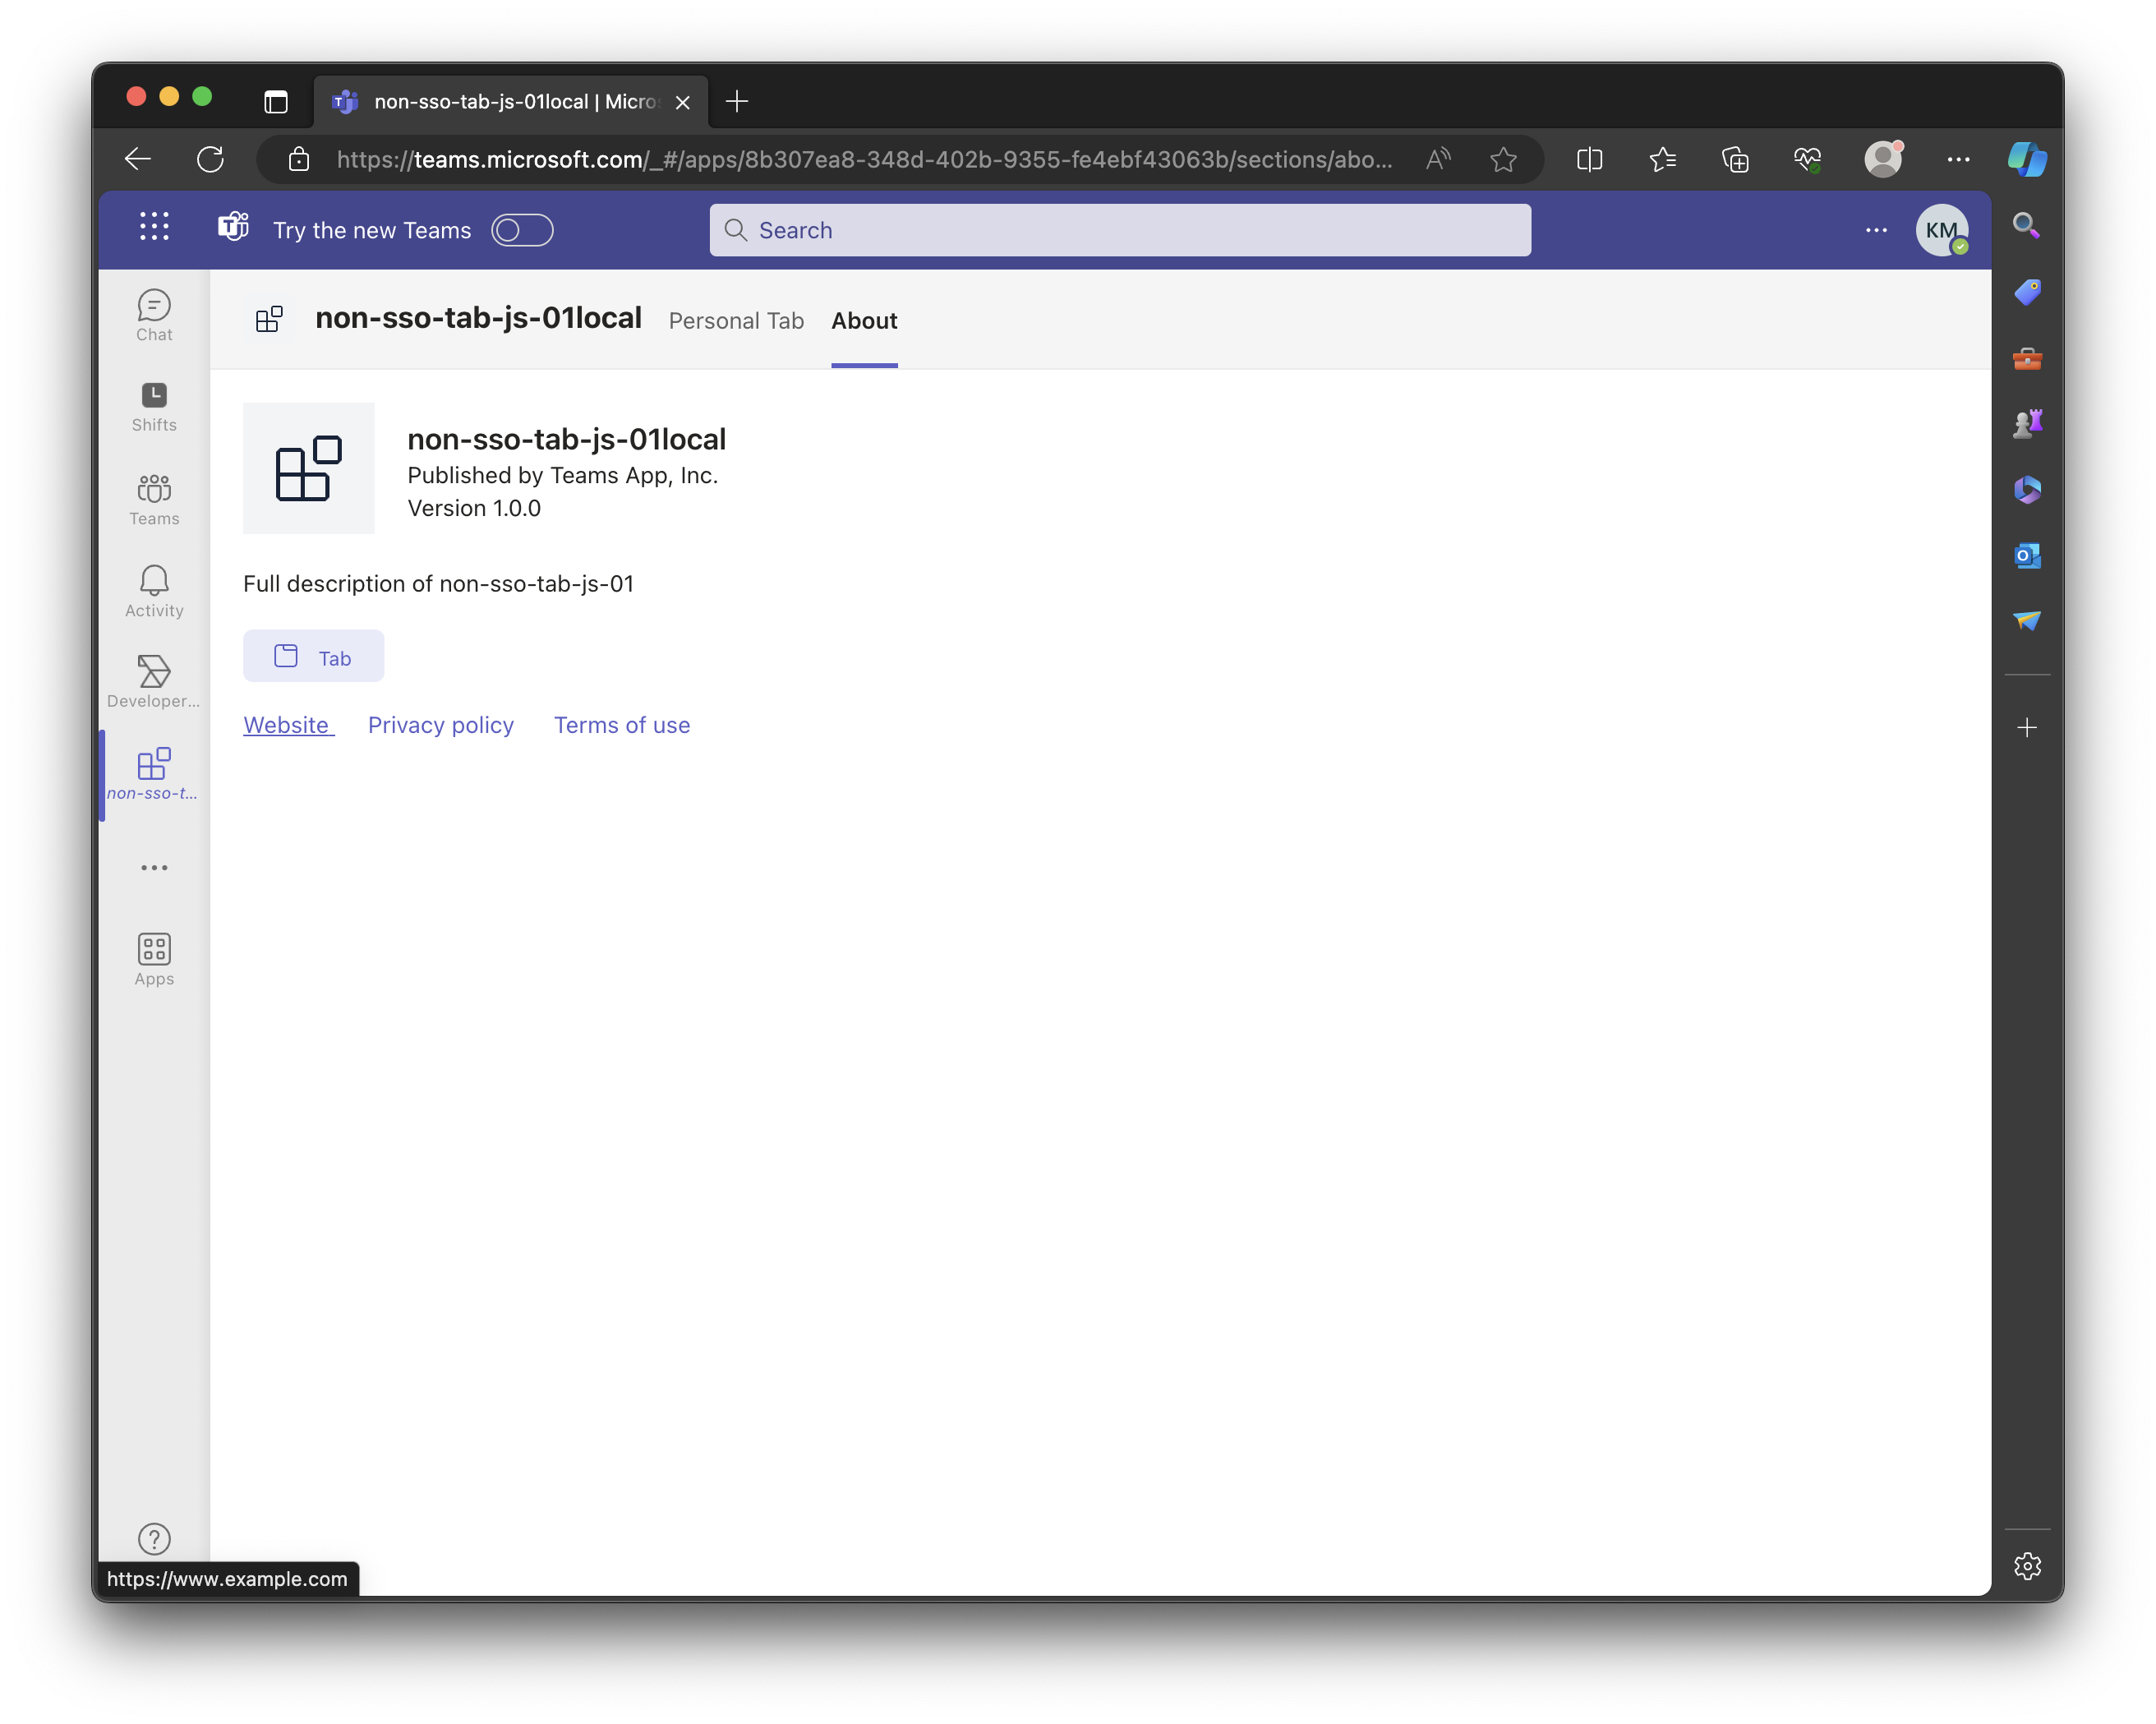 non-sso-tab-js-01local | Micros
https://teams.microsoft.com/_#/apps/8b307ea8-348d-402b-9355-fe4ebf43063b/sections/abo...
Try the new Teams
Search
KM
Chat
Shifts
Teams
Activity
Developer...
non-sso-t...
Apps
non-sso-tab-js-01local Personal Tab About
non-sso-tab-js-01local
Published by Teams App, Inc.
Version 1.0.0
Full description of non-sso-tab-js-01
Tab
Website Privacy policy Terms of use
https://www.example.com